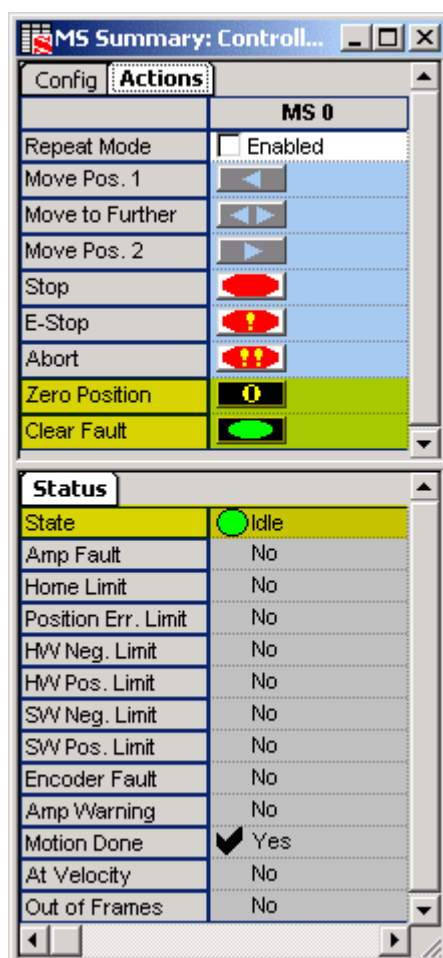 MS Summary: Controll...
Config Actions
MS 0
Repeat Mode Enabled
Move Pos. 1
Move to Further
Move Pos. 2
Stop
E-Stop !
Abort !!
Zero Position 0
Clear Fault
Status
State Idle
Amp Fault No
Home Limit No
Position Err. Limit No
HW Neg. Limit No
HW Pos. Limit No
SW Neg. Limit No
SW Pos. Limit No
Encoder Fault No
Amp Warning No
Motion Done Yes
At Velocity No
Out of Frames No